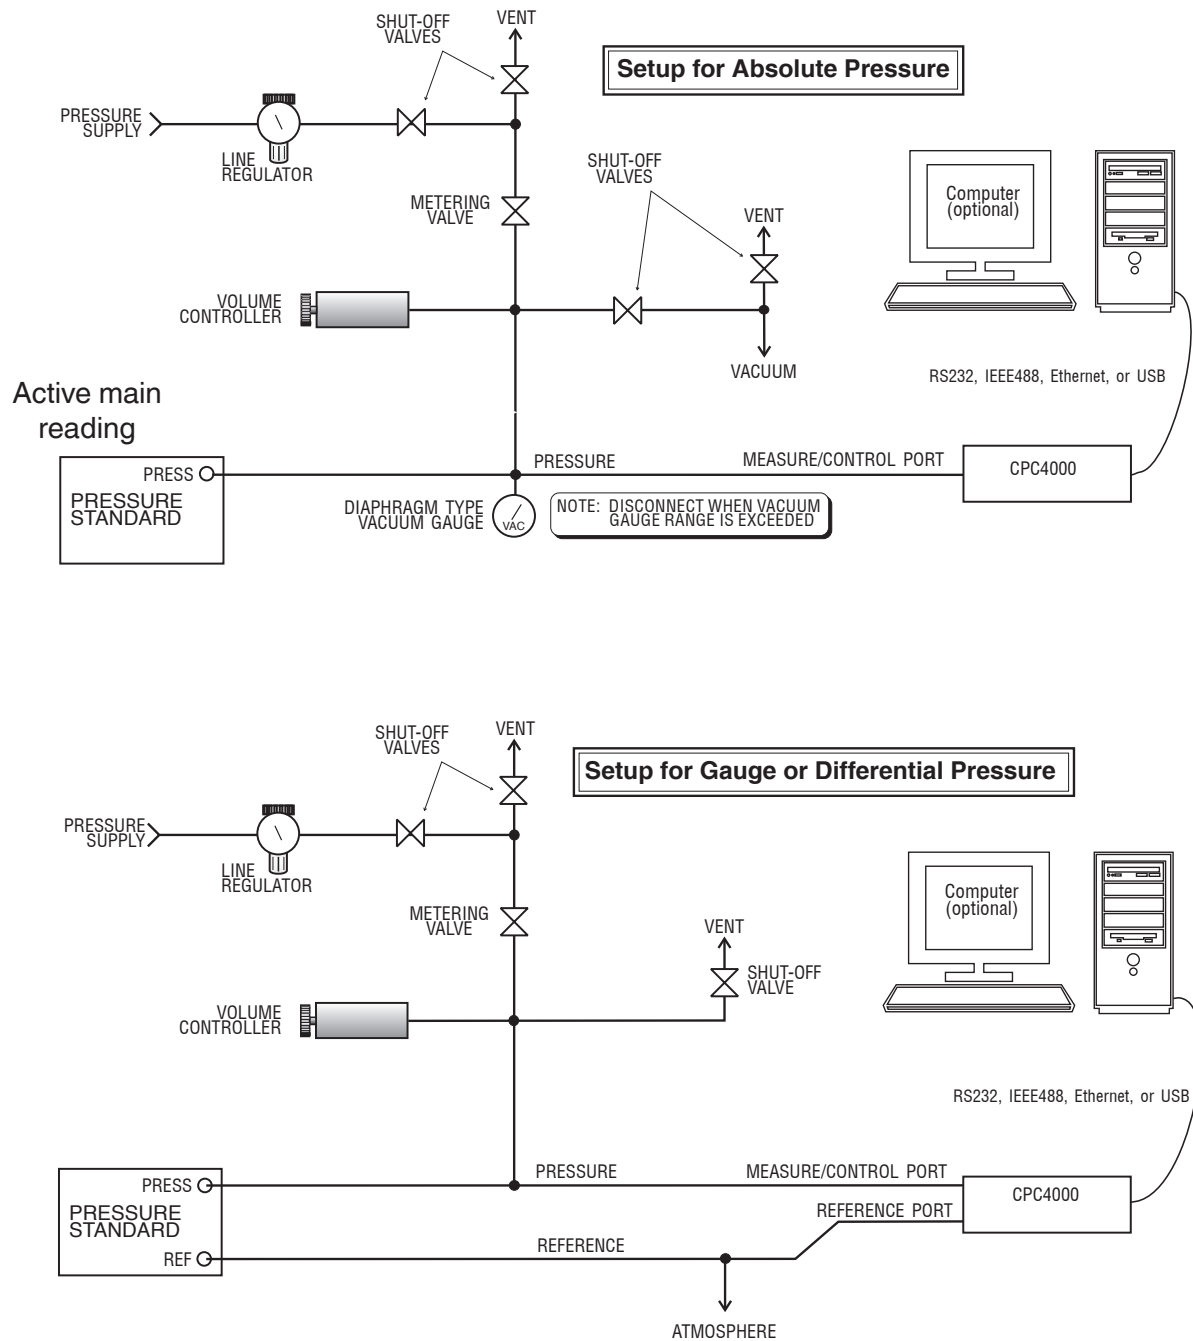 SHUT-OFF
VALVES
VENT
Setup for Absolute Pressure
PRESSURE
SUPPLY
LINE
REGULATOR
SHUT-OFF
VALVES
METERING
VALVE
VENT
Computer
(optional)
VOLUME
CONTROLLER
VACUUM
RS232, IEEE488, Ethernet, or USB
Active main
reading
PRESS
PRESSURE
STANDARD
PRESSURE
MEASURE/CONTROL PORT
CPC4000
DIAPHRAGM TYPE
VACUUM GAUGE
VAC
NOTE: DISCONNECT WHEN VACUUM
GAUGE RANGE IS EXCEEDED
SHUT-OFF
VALVES
VENT
Setup for Gauge or Differential Pressure
PRESSURE
SUPPLY
LINE
REGULATOR
METERING
VALVE
VENT
SHUT-OFF
VALVE
Computer
(optional)
VOLUME
CONTROLLER
RS232, IEEE488, Ethernet, or USB
PRESS
PRESSURE
STANDARD
REF
PRESSURE
MEASURE/CONTROL PORT
CPC4000
REFERENCE PORT
REFERENCE
ATMOSPHERE